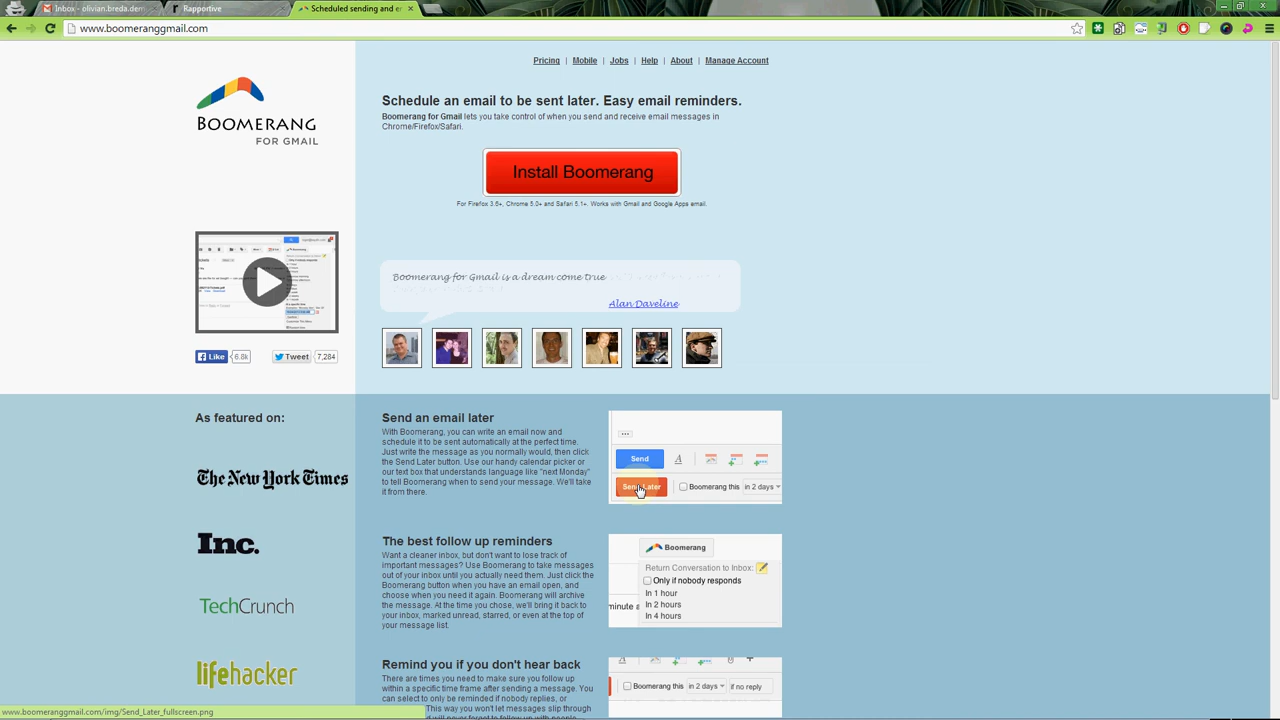 Inbox - olivian.breda.dem
Rapportive
Scheduled sending and e
www.boomeranggmail.com
Pricing | Mobile | Jobs | Help | About | Manage Account
BOOMERANG
FOR GMAIL
Schedule an email to be sent later. Easy email reminders.
Boomerang for Gmail lets you take control of when you send and receive email messages in
Chrome/Firefox/Safari.
Install Boomerang
For Firefox 3.6+, Chrome 5.0+ and Safari 5.1+. Works with Gmail and Google Apps email.
Boomerang for Gmail is a dream come true
Alan Daveline
Like 6.8k Tweet 7,284
As featured on:
The New York Times
Inc.
TechCrunch
lifehacker
Send an email later
With Boomerang, you can write an email now and
schedule it to be sent automatically at the perfect time.
Just write the message as you normally would, then click
the Send Later button. Use our handy calendar picker or
our text box that understands language like "next Monday"
to tell Boomerang when to send your message. We'll take
it from there.
Send
Send Later Boomerang this in 2 days
The best follow up reminders
Want a cleaner inbox, but don't want to lose track of
important messages? Use Boomerang to take messages
out of your inbox until you actually need them. Just click the
Boomerang button when you have an email open, and
choose when you need it again. Boomerang will archive
the message. At the time you chose, we'll bring it back to
your inbox, marked unread, starred, or even at the top of
your message list.
Boomerang
Return Conversation to Inbox:
Only if nobody responds
In 1 hour
minute a In 2 hours
In 4 hours
Remind you if you don't hear back
There are times you need to make sure you follow up
within a specific time frame after sending a message. You
can select to only be reminded if nobody replies, or
This way you won't let messages slip through
Boomerang this in 2 days if no reply
www.boomeranggmail.com/img/Send_Later_fullscreen.png